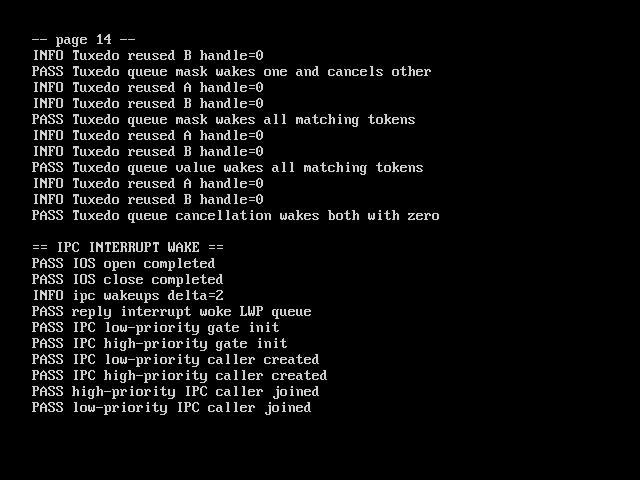 -- page 14 --
INFO Tuxedo reused B handle=0
PASS Tuxedo queue mask wakes one and cancels other
INFO Tuxedo reused A handle=0
INFO Tuxedo reused B handle=0
PASS Tuxedo queue mask wakes all matching tokens
INFO Tuxedo reused A handle=0
INFO Tuxedo reused B handle=0
PASS Tuxedo queue value wakes all matching tokens
INFO Tuxedo reused A handle=0
INFO Tuxedo reused B handle=0
PASS Tuxedo queue cancellation wakes both with zero
== IPC INTERRUPT WAKE ==
PASS IOS open completed
PASS IOS close completed
INFO ipc wakeups delta=2
PASS reply interrupt woke LWP queue
PASS IPC low-priority gate init
PASS IPC high-priority gate init
PASS IPC low-priority caller created
PASS IPC high-priority caller created
PASS high-priority IPC caller joined
PASS low-priority IPC caller joined